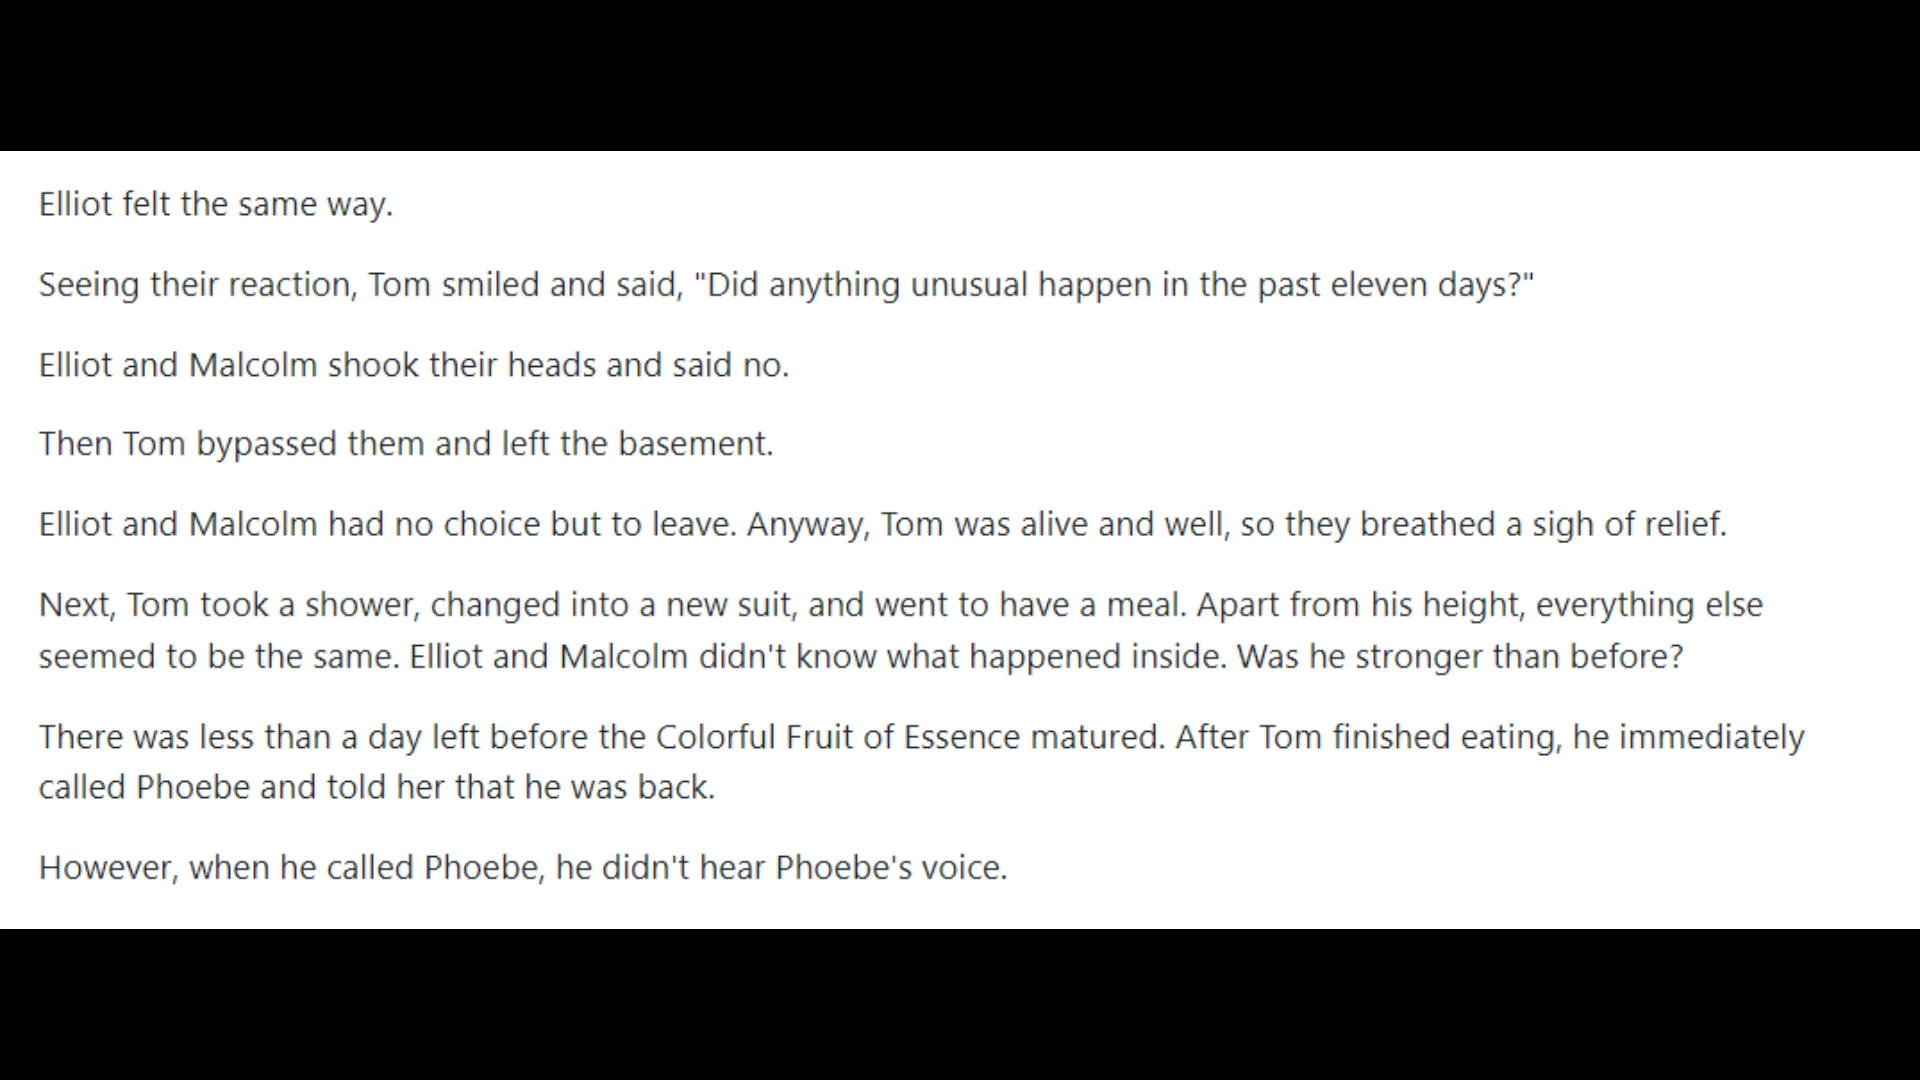 Elliot felt the same way.
Seeing their reaction, Tom smiled and said, "Did anything unusual happen in the past eleven days?"
Elliot and Malcolm shook their heads and said no.
Then Tom bypassed them and left the basement.
Elliot and Malcolm had no choice but to leave. Anyway, Tom was alive and well, so they breathed a sigh of relief.
Next, Tom took a shower, changed into a new suit, and went to have a meal. Apart from his height, everything else
seemed to be the same. Elliot and Malcolm didn't know what happened inside. Was he stronger than before?
There was less than a day left before the Colorful Fruit of Essence matured. After Tom finished eating, he immediately
called Phoebe and told her that he was back.
However, when he called Phoebe, he didn't hear Phoebe's voice.